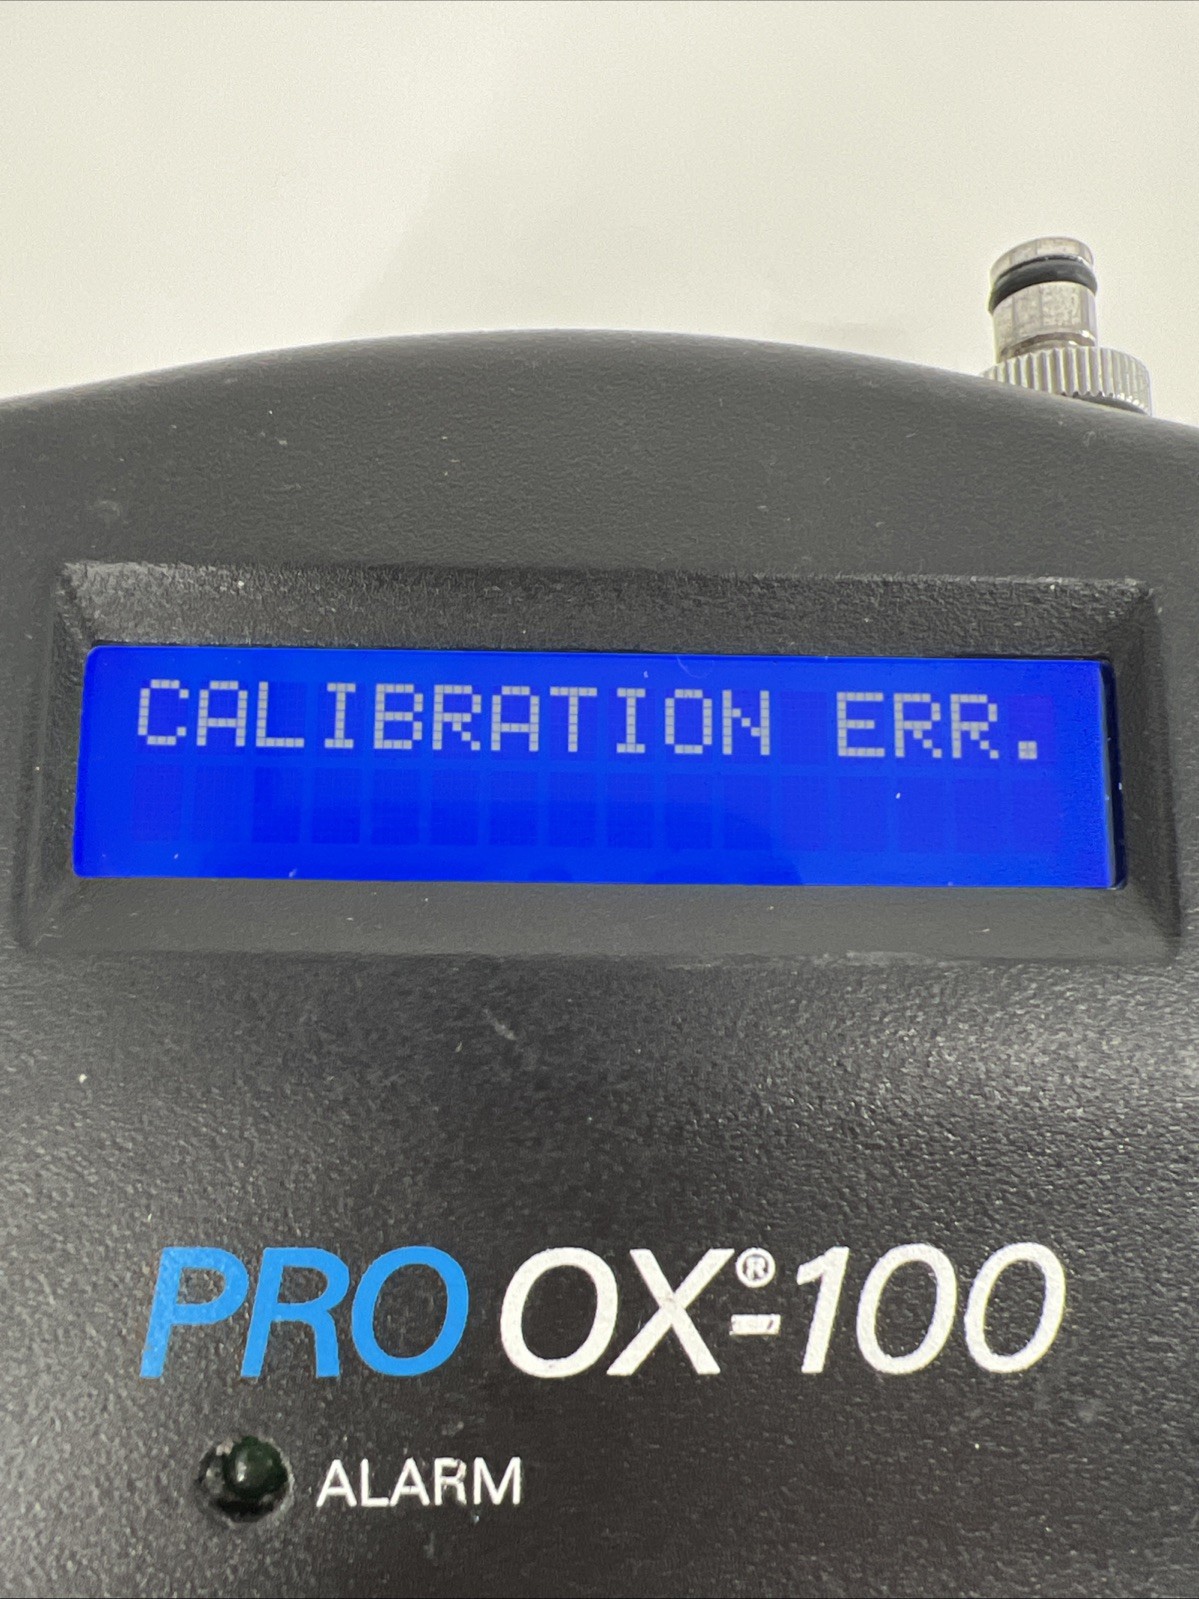 CALIBRATION ERR.
PRO OX®-100
ALARM